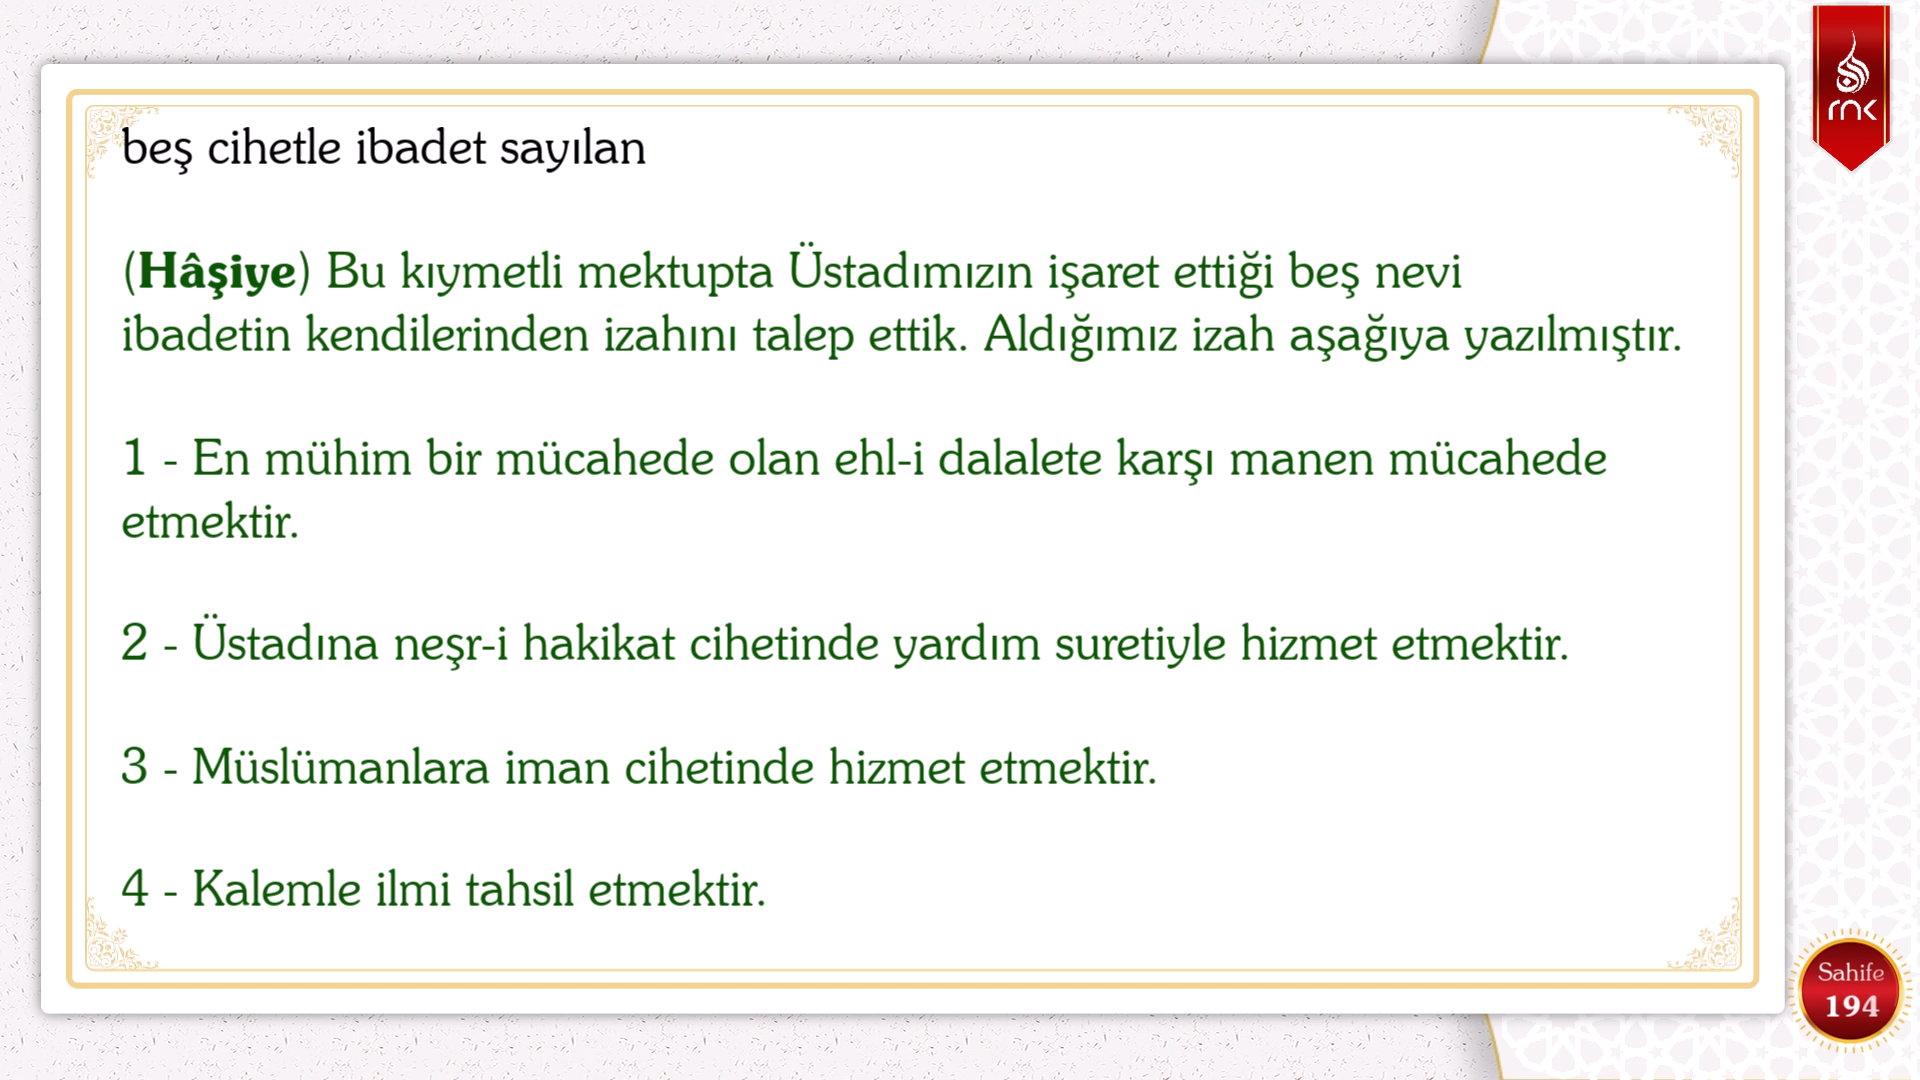 beş cihetle ibadet sayılan
(Hâşiye) Bu kıymetli mektupta Üstadımızın işaret ettiği beş nevi
ibadetin kendilerinden izahını talep ettik. Aldığımız izah aşağıya yazılmıştır.
1 - En mühim bir mücahede olan ehl-i dalalete karşı manen mücahede
etmektir.
2 - Üstadına neşr-i hakikat cihetinde yardım suretiyle hizmet etmektir.
3 - Müslümanlara iman cihetinde hizmet etmektir.
4 - Kalemle ilmi tahsil etmektir.
rnk
Sahife
194